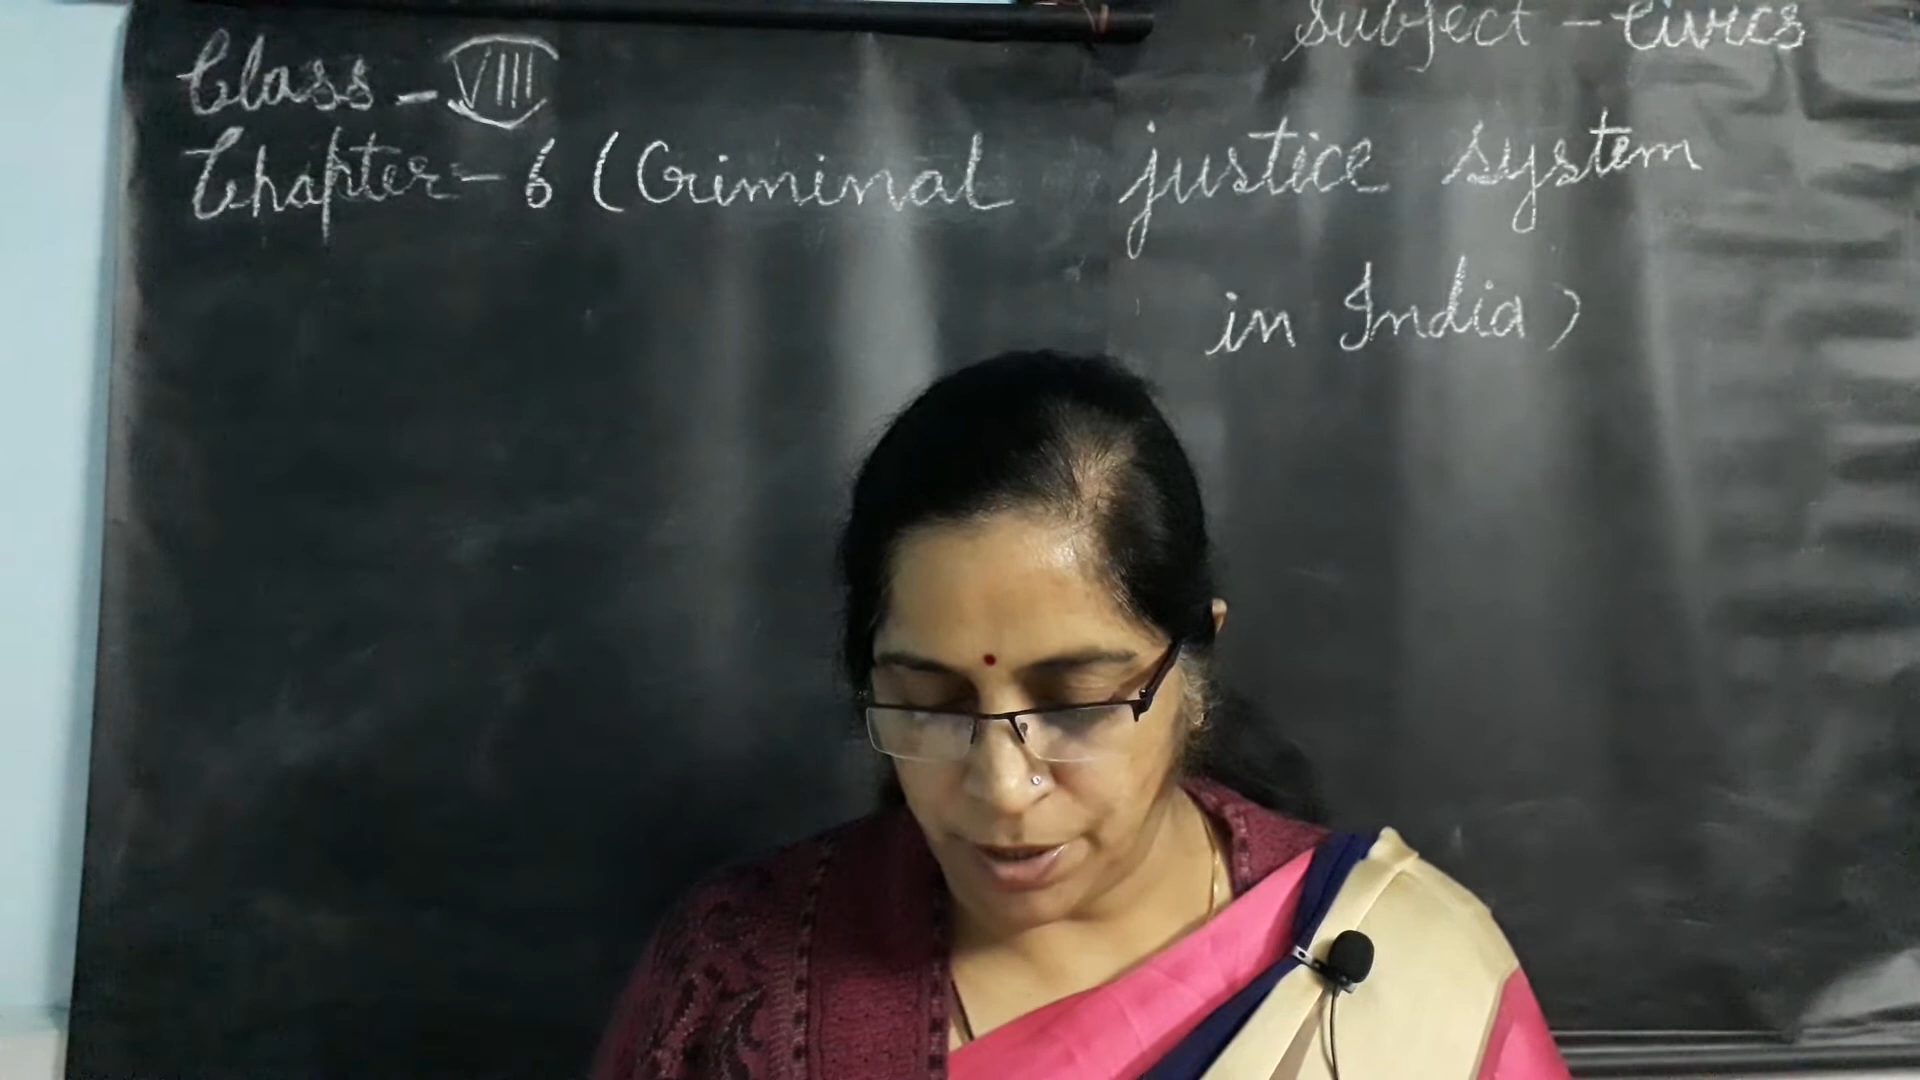 Subject - Civics
Class - VIII
Chapter - 6 (Criminal justice system
in India)